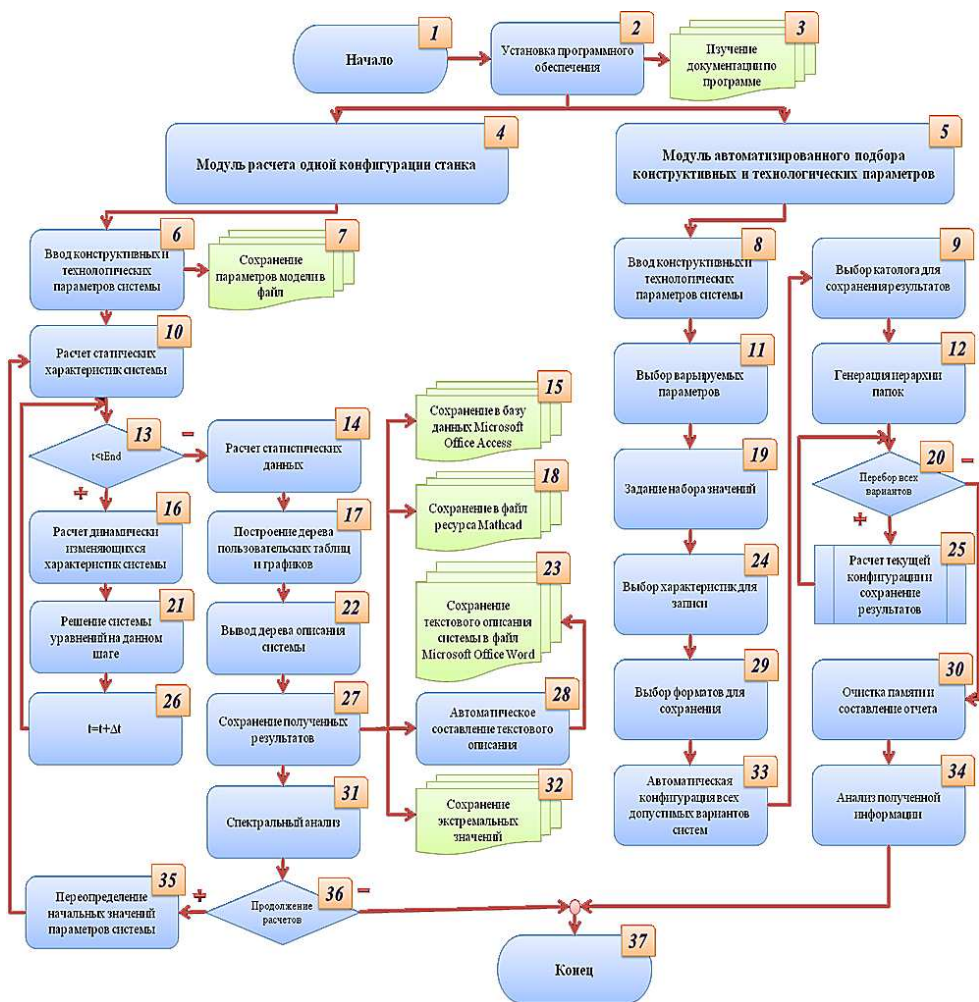 1
Начало
2
Установка программного
обеспечения
3
Изучение
документации по
программе
4
Модуль расчета одной конфигурации станка
5
Модуль автоматизированного подбора
конструктивных и технологических параметров
6
Ввод конструктивных и
технологических
параметров системы
7
Сохранение
параметров модели в
файл
8
Ввод конструктивных и
технологических
параметров системы
9
Выбор католога для
сохранения результатов
10
Расчет статических
характеристик системы
11
Выбор варьируемых
параметров
12
Генерация иерархии
папок
13
t<tEnd
–
+
14
Расчет статистических
данных
15
Сохранение в базу
данных Microsoft
Office Access
16
Расчет динамически
изменяющихся
характеристик системы
17
Построение дерева
пользовательских таблиц
и графиков
18
Сохранение в файл
ресурса Mathcad
19
Задание набора значений
20
Перебор всех
вариантов
–
+
21
Решение системы
уравнений на данном
шаге
22
Вывод дерева описания
системы
23
Сохранение
текстового описания
системы в файл
Microsoft Office Word
24
Выбор характеристик для
записи
25
Расчет текущей
конфигурации и
сохранение
результатов
26
t=t+Δt
27
Сохранение полученных
результатов
28
Автоматическое
составление текстового
описания
29
Выбор форматов для
сохранения
30
Очистка памяти и
составление отчета
31
Спектральный анализ
32
Сохранение
экстремальных
значений
33
Автоматическая
конфигурация всех
допустимых вариантов
систем
34
Анализ полученной
информации
35
Переопределение
начальных значений
параметров системы
+
36
Продолжение
расчетов
–
37
Конец